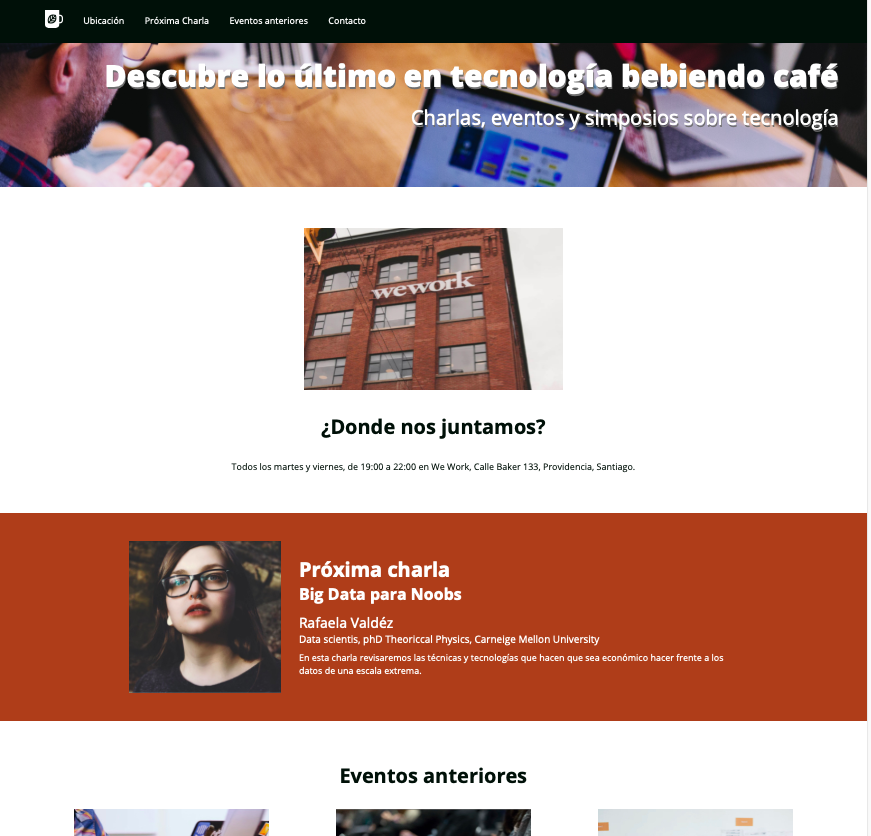 Ubicación
Próxima Charla
Eventos anteriores
Contacto
Descubre lo último en tecnología bebiendo café
Charlas, eventos y simposios sobre tecnología
wework
¿Donde nos juntamos?
Todos los martes y viernes, de 19:00 a 22:00 en We Work, Calle Baker 133, Providencia, Santiago.
Próxima charla
Big Data para Noobs
Rafaela Valdéz
Data scientis, phD Theoriccal Physics, Carneige Mellon University
En esta charla revisaremos las técnicas y tecnologías que hacen que sea económico hacer frente a los
datos de una escala extrema.
Eventos anteriores